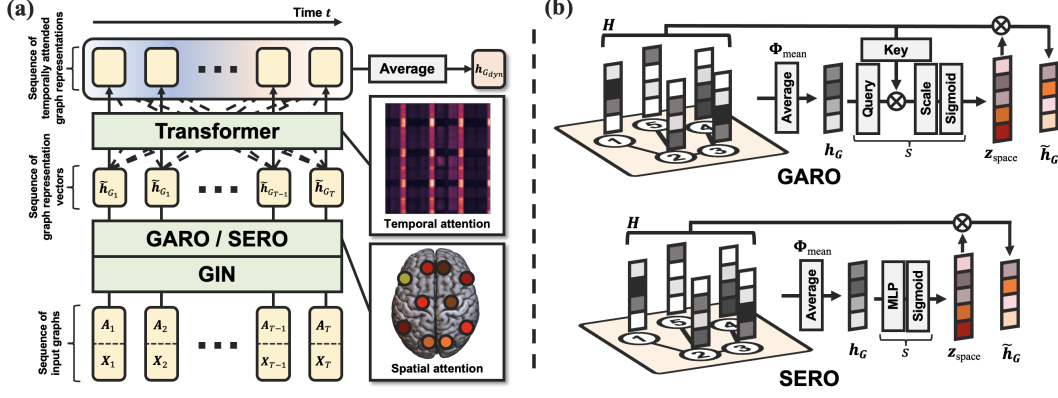 (a)
Time t
Sequence of
temporally attended
graph representations
Average
h_{G_{dyn}}
Transformer
Temporal attention
Sequence of
graph representation
vectors
h̃_{G_1}
h̃_{G_1}
h̃_{G_{T-1}}
h̃_{G_T}
GARO / SERO
GIN
Spatial attention
Sequence of
input graphs
A_1
A_2
A_{T-1}
A_T
X_1
X_2
X_{T-1}
X_T
(b)
H
Φ_mean
Average
h_G
Key
Query
Scale
Sigmoid
s
z_space
h̃_G
1
2
3
4
5
GARO
H
Φ_mean
Average
h_G
MLP
Sigmoid
s
z_space
h̃_G
1
2
3
4
5
SERO